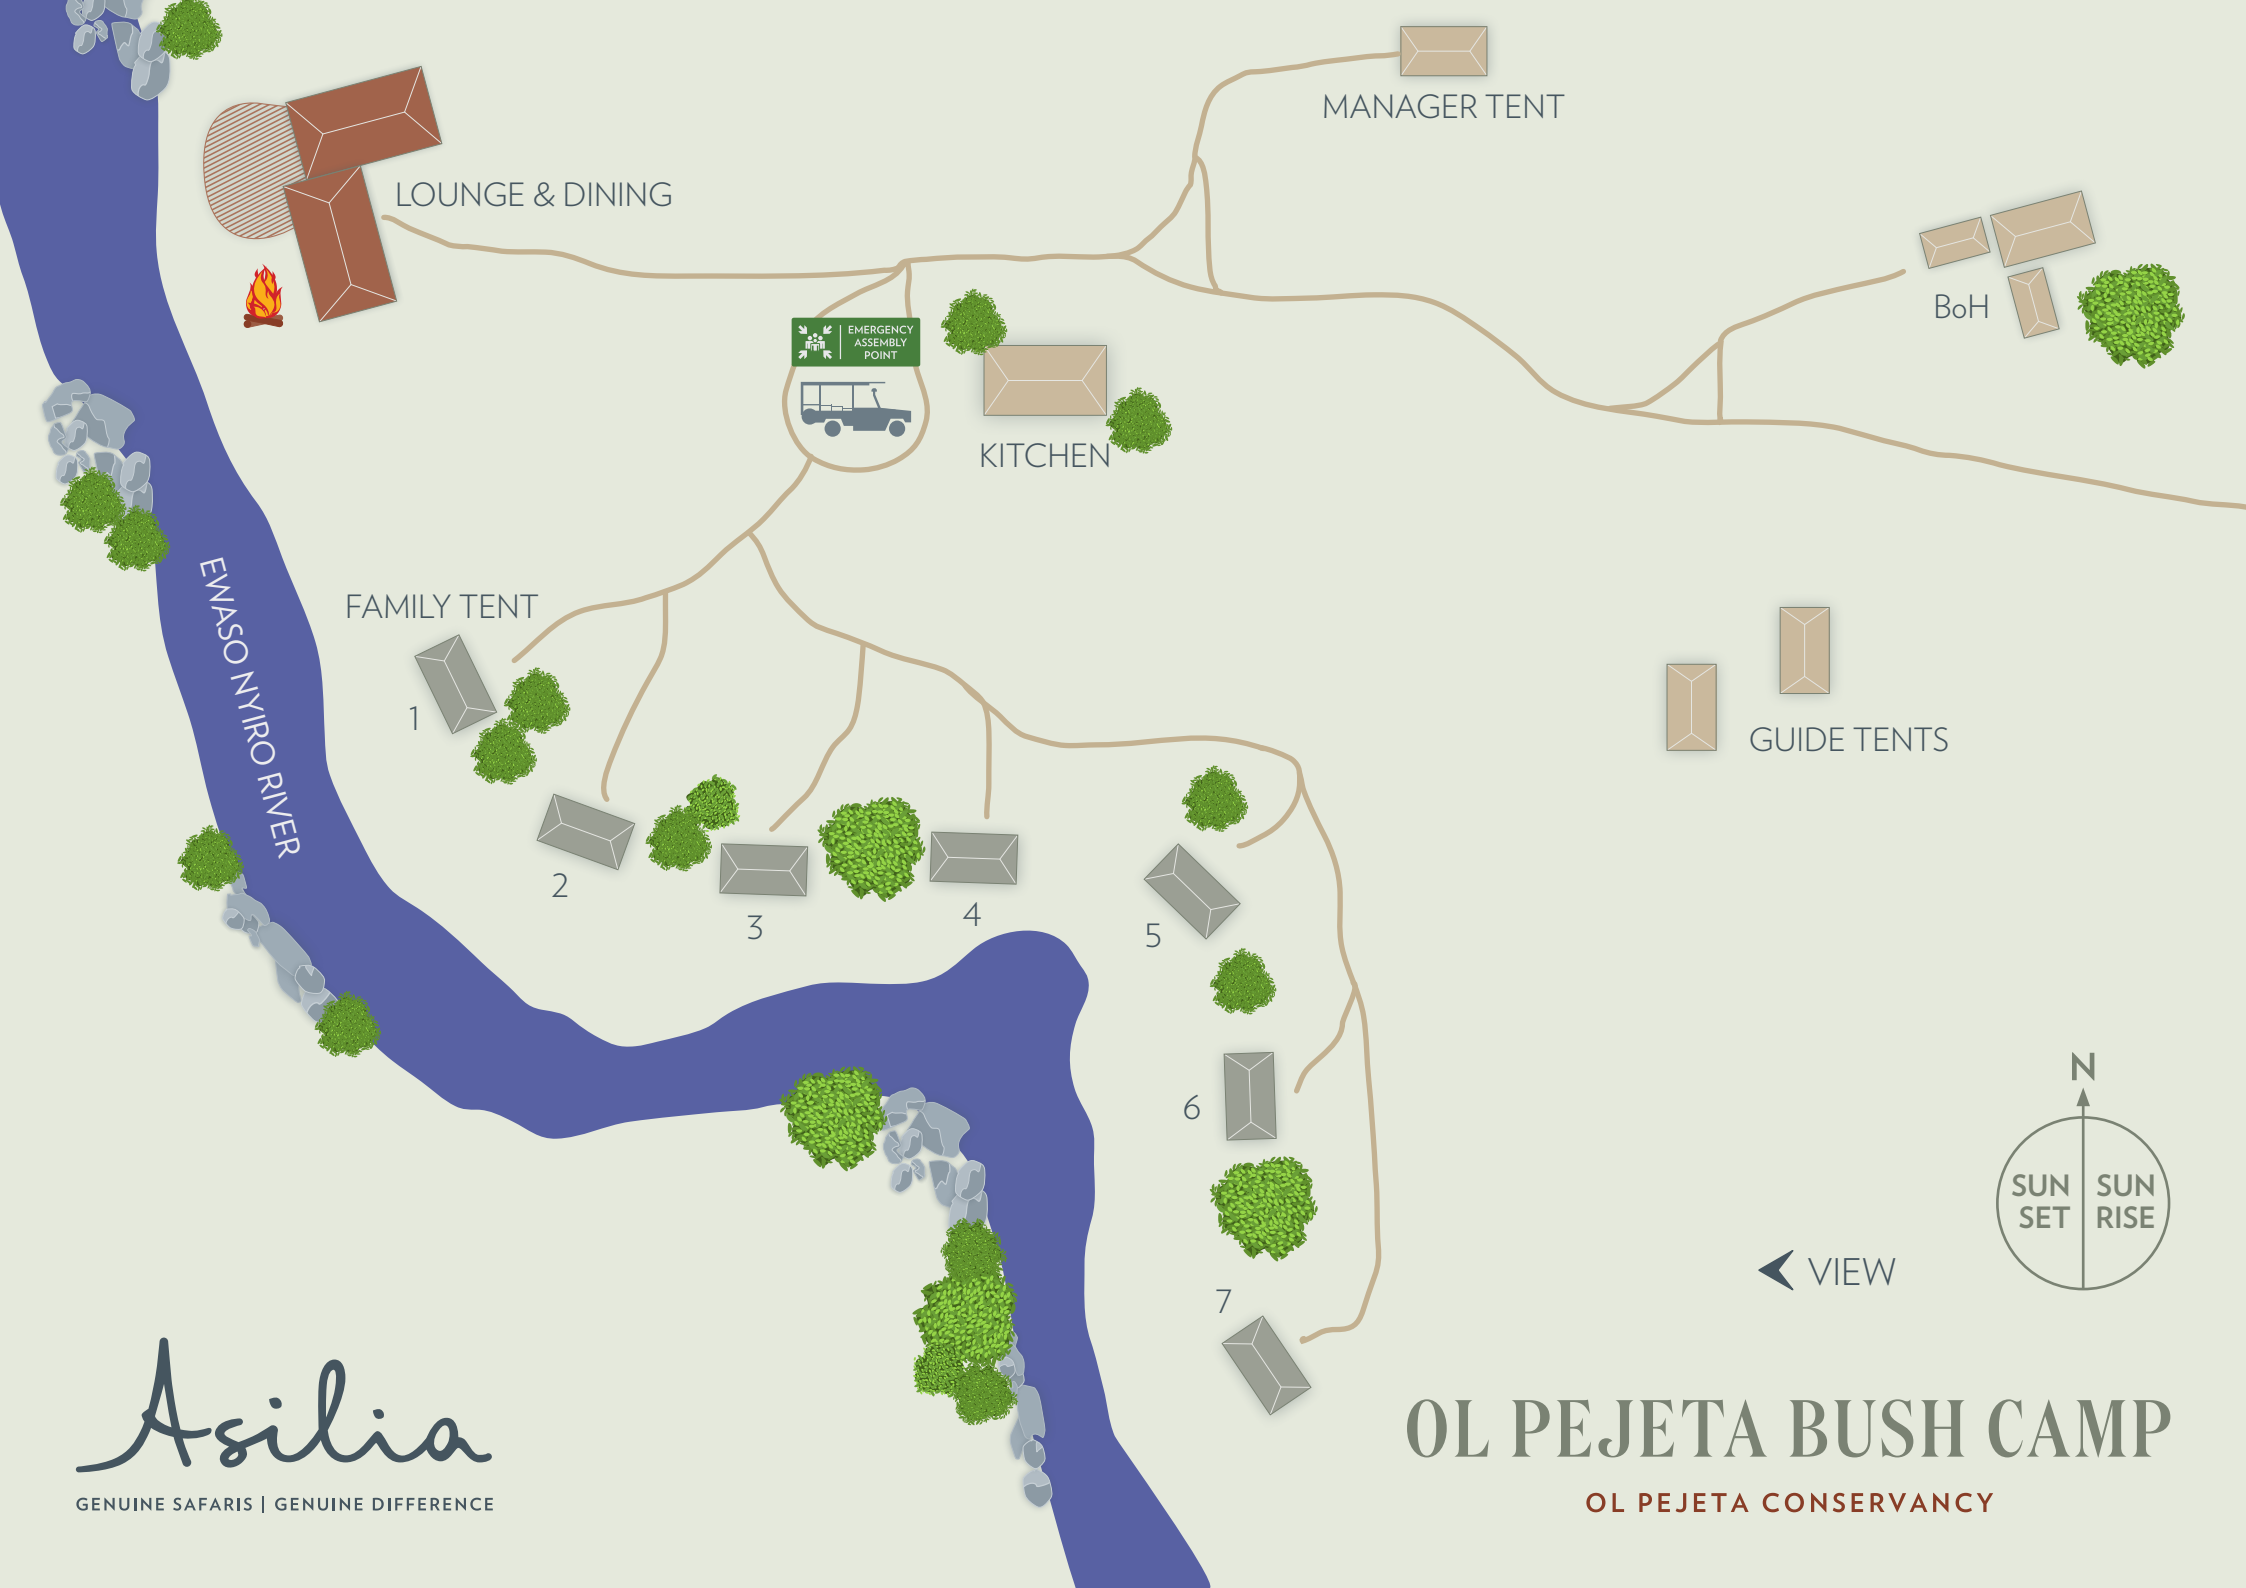 MANAGER TENT
LOUNGE & DINING
BoH
EMERGENCY
ASSEMBLY
POINT
KITCHEN
EWASO NYIRO RIVER
FAMILY TENT
1
GUIDE TENTS
2
3
4
5
6
7
N
SUN SET
SUN RISE
VIEW
Asilia
GENUINE SAFARIS | GENUINE DIFFERENCE
OL PEJETA BUSH CAMP
OL PEJETA CONSERVANCY